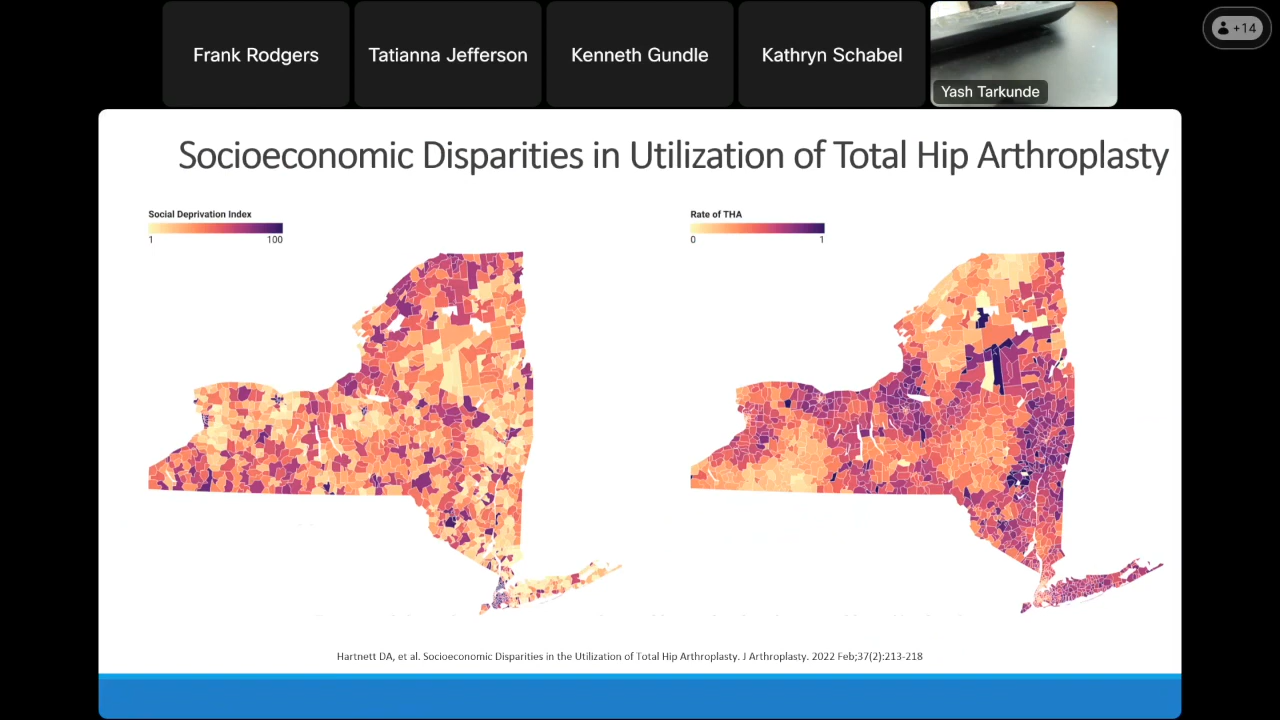 Frank Rodgers
Tatianna Jefferson
Kenneth Gundle
Kathryn Schabel
Yash Tarkunde
+14
Socioeconomic Disparities in Utilization of Total Hip Arthroplasty
Social Deprivation Index
1 100
Rate of THA
0 1
Hartnett DA, et al. Socioeconomic Disparities in the Utilization of Total Hip Arthroplasty. J Arthroplasty. 2022 Feb;37(2):213-218